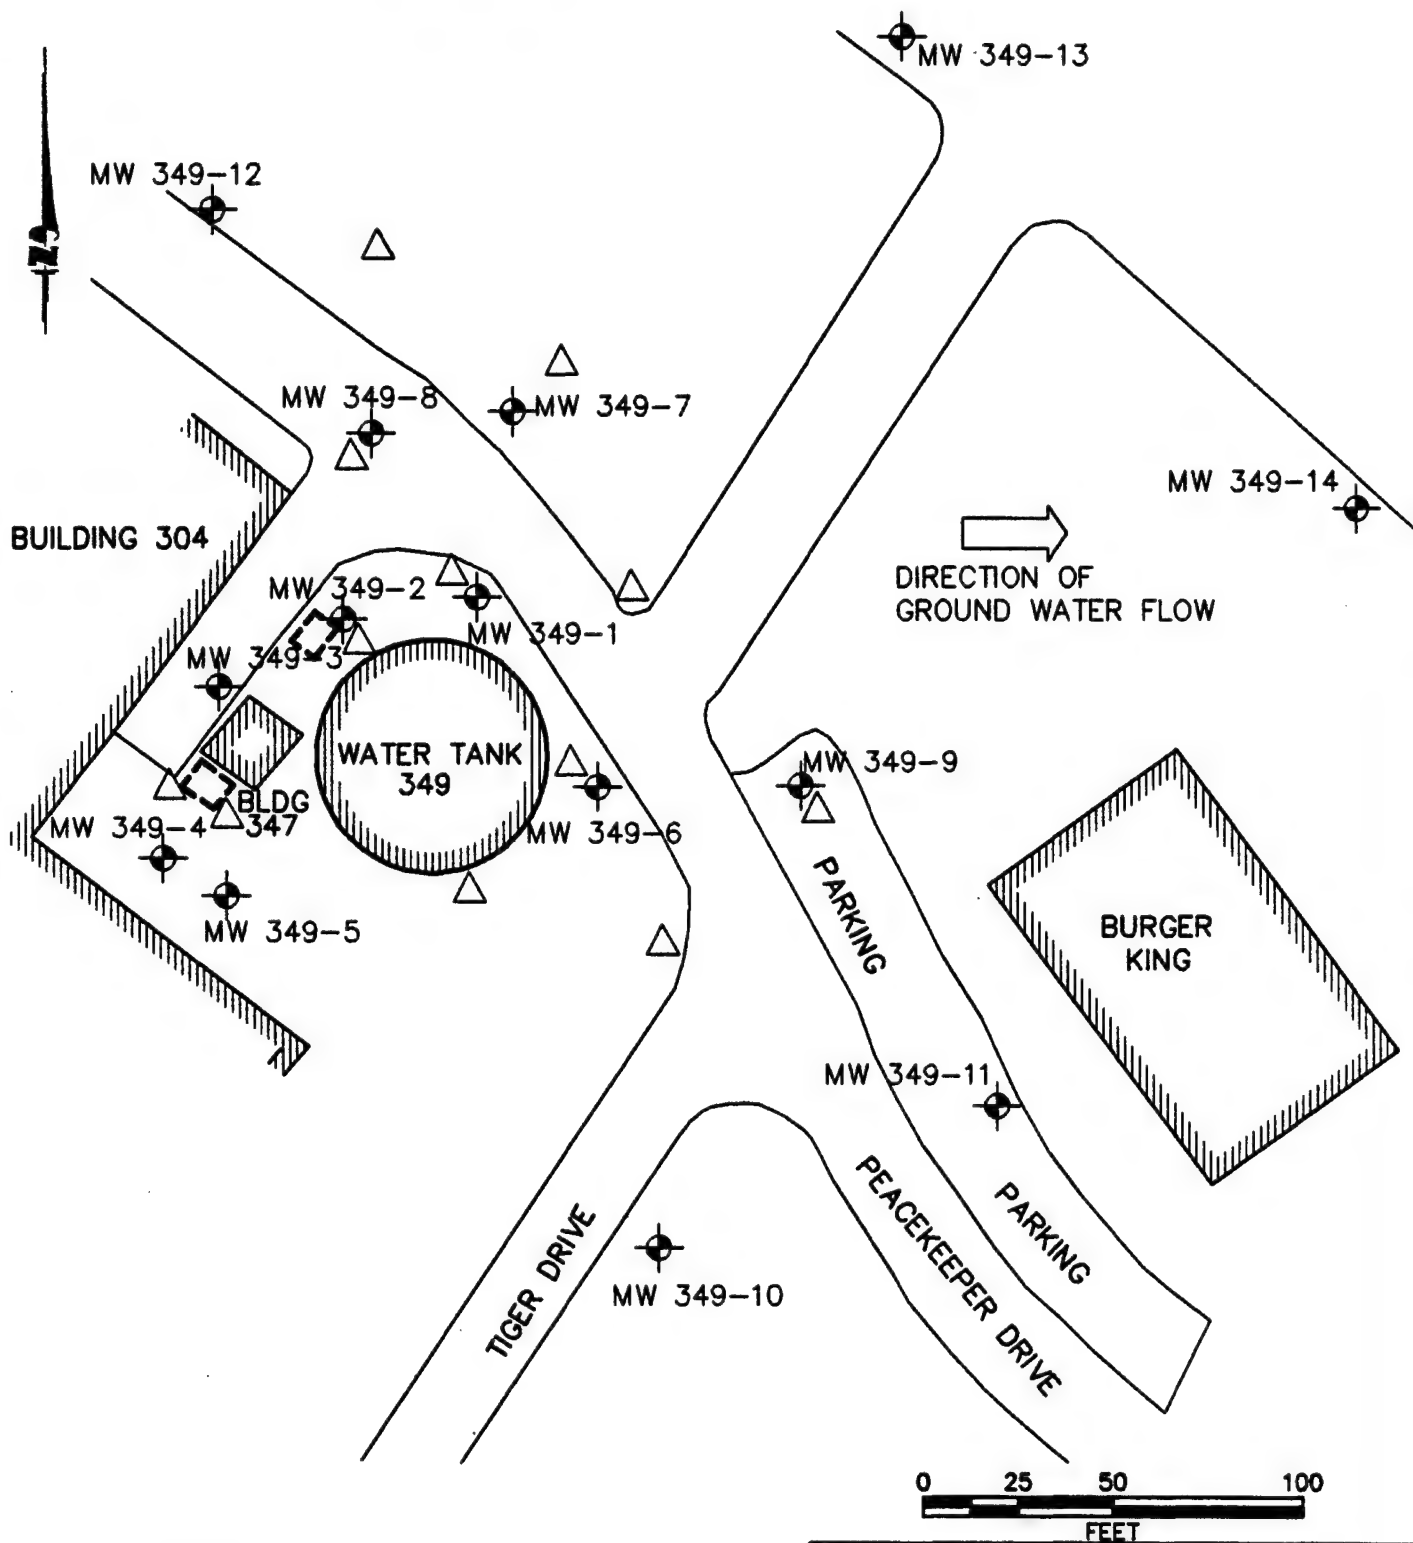 MW 349-13
MW 349-12
N
MW 349-8
MW 349-7
MW 349-14
BUILDING 304
DIRECTION OF
GROUND WATER FLOW
MW 349-2
MW 349-1
MW 349-3
WATER TANK
349
MW 349-9
BLDG
347
MW 349-4
MW 349-6
PARKING
MW 349-5
BURGER
KING
MW 349-11
PEACEKEEPER DRIVE
PARKING
TIGER DRIVE
MW 349-10
0 25 50 100
FEET